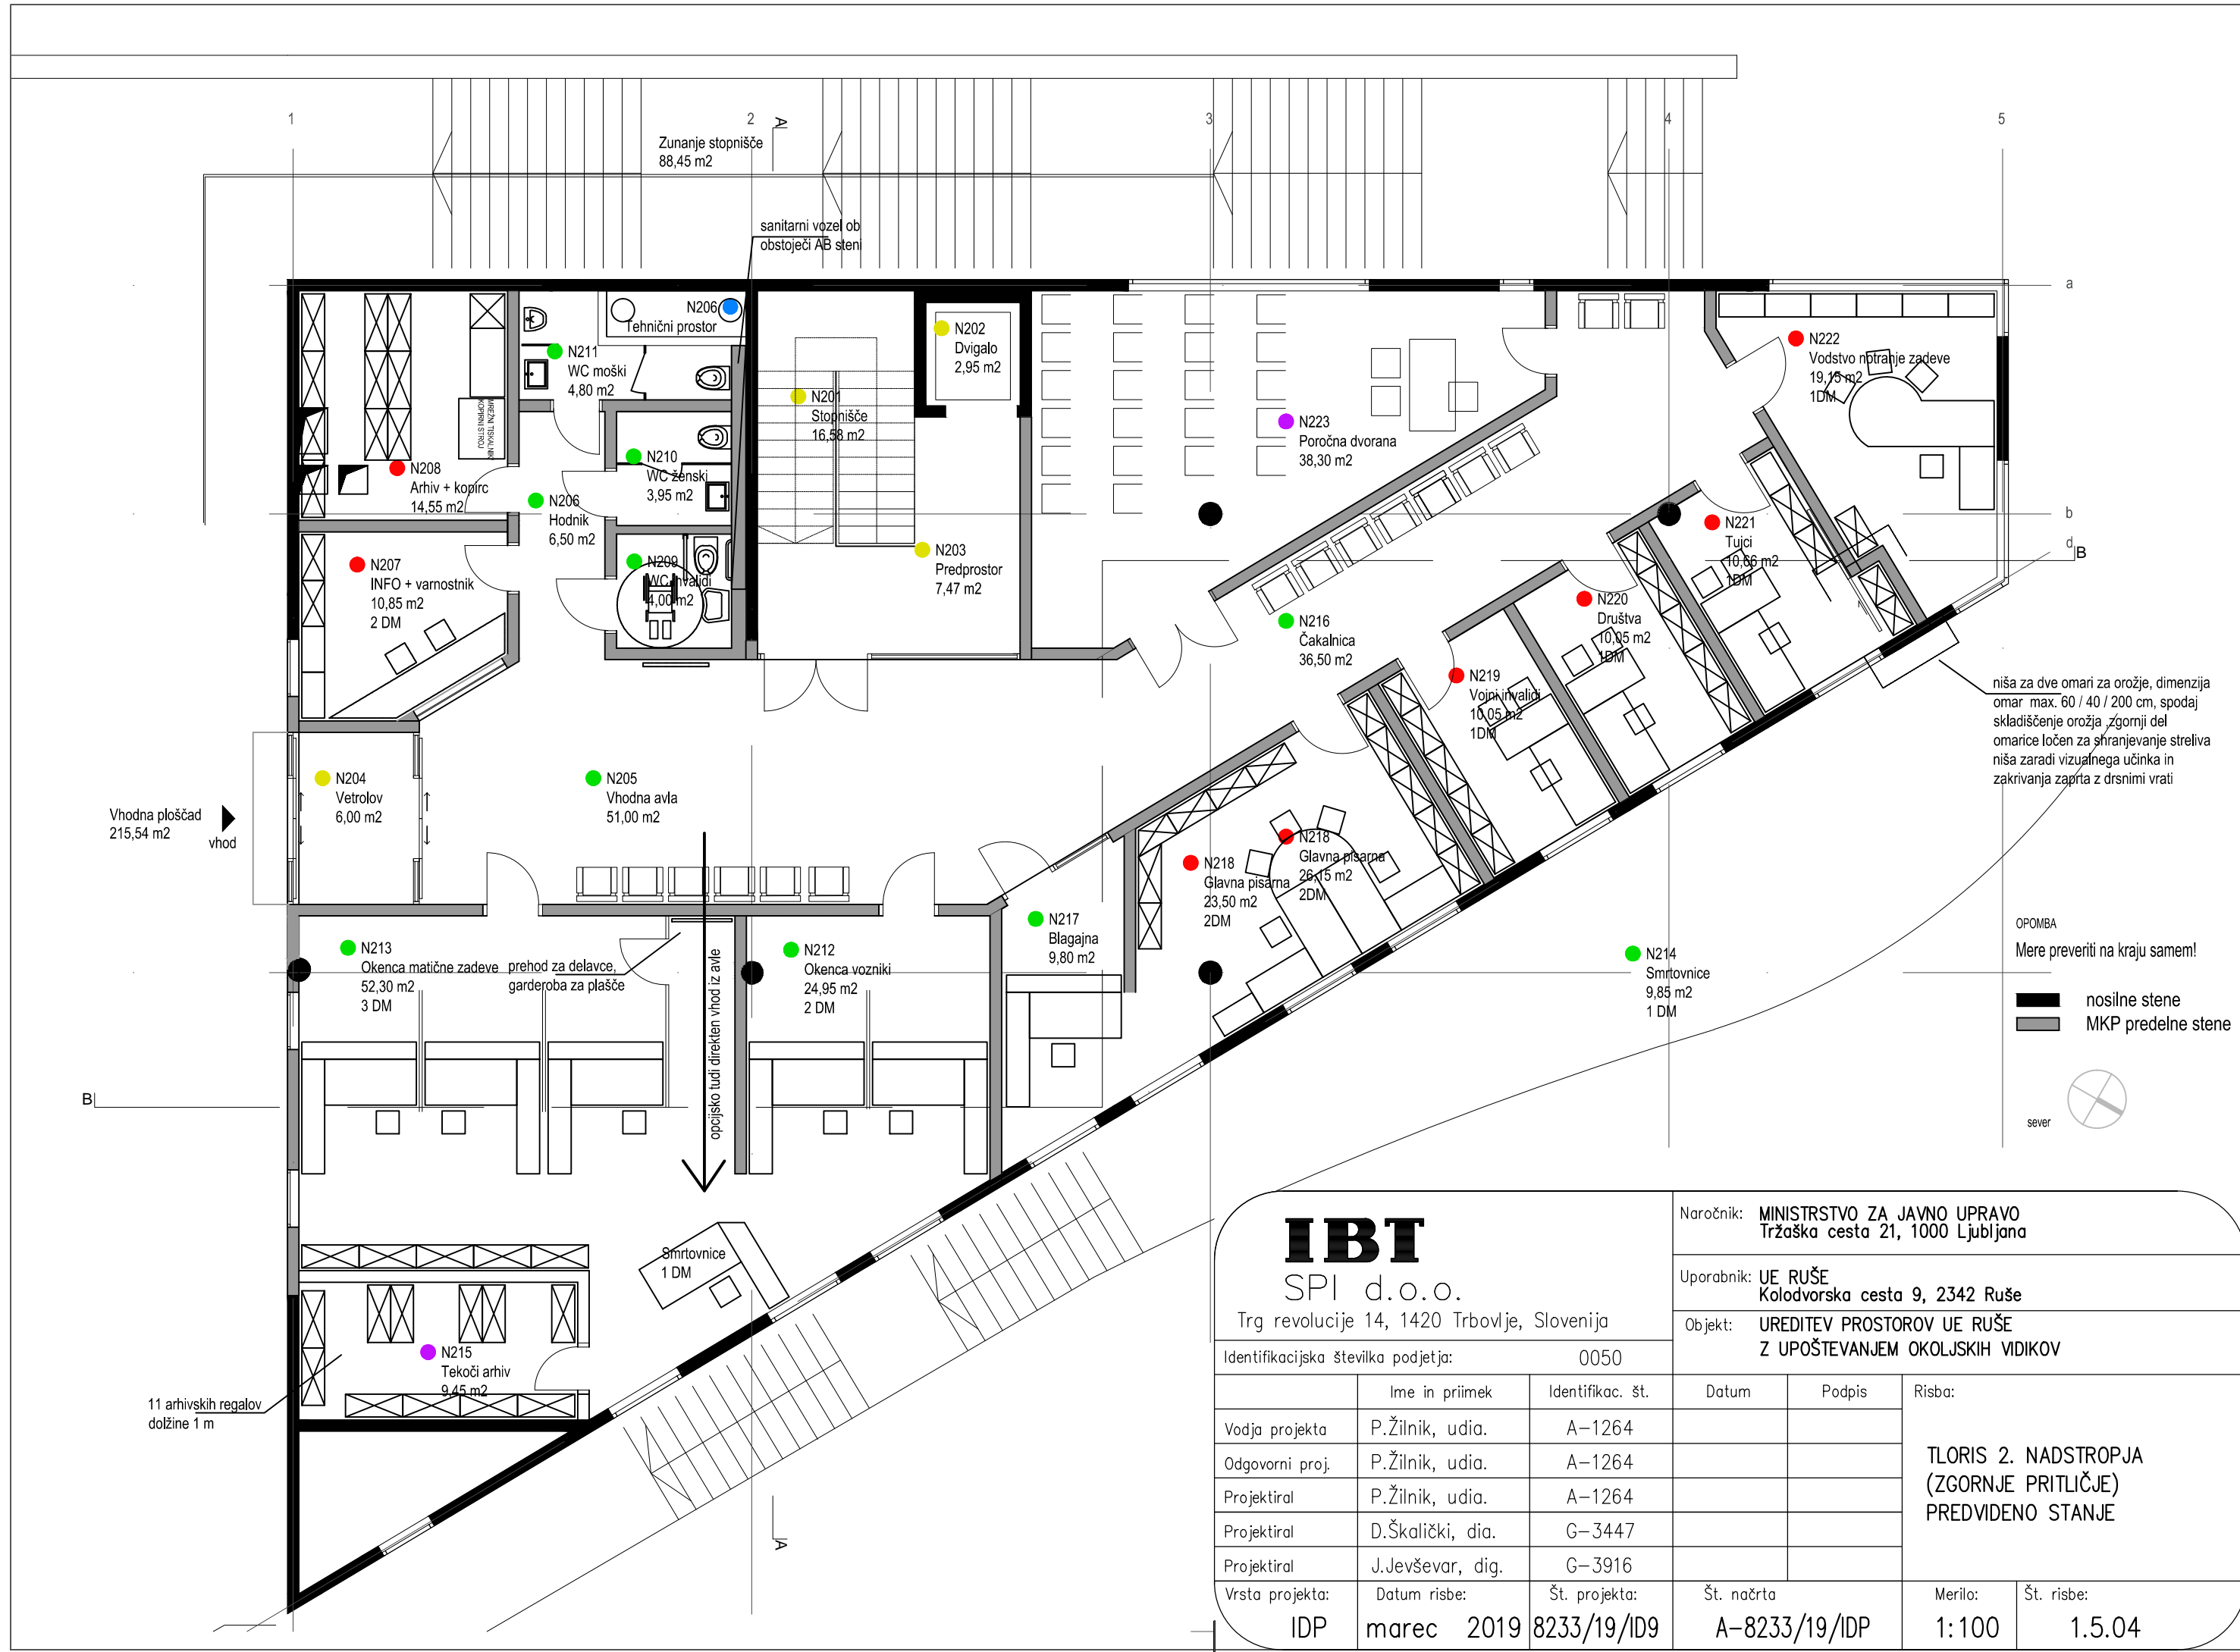 1
2
3
4
5
A
Zunanje stopnišče
88,45 m2
sanitarni vozel ob
obstoječi AB steni
a
b
d
B
N206
Tehnični prostor
N211
WC moški
4,80 m2
MREŽNI TISKALNIK/
KOPIRNI STROJ
N208
Arhiv + kopirc
14,55 m2
N210
WC ženski
3,95 m2
N206
Hodnik
6,50 m2
N209
WC invalidi
4,00 m2
N207
INFO + varnostnik
10,85 m2
2 DM
N201
Stopnišče
16,58 m2
N202
Dvigalo
2,95 m2
N203
Predprostor
7,47 m2
N223
Poročna dvorana
38,30 m2
N222
Vodstvo notranje zadeve
19,15 m2
1DM
N221
Tujci
10,66 m2
1DM
N220
Društva
10,05 m2
1DM
N219
Vojni invalidi
10,05 m2
1DM
N216
Čakalnica
36,50 m2
niša za dve omari za orožje, dimenzija
omar max. 60 / 40 / 200 cm, spodaj
skladiščenje orožja ,zgornji del
omarice ločen za shranjevanje streliva
niša zaradi vizualnega učinka in
zakrivanja zaprta z drsnimi vrati
Vhodna ploščad
215,54 m2
vhod
N204
Vetrolov
6,00 m2
N205
Vhodna avla
51,00 m2
N218
Glavna pisarna
26,15 m2
2DM
N218
Glavna pisarna
23,50 m2
2DM
N217
Blagajna
9,80 m2
N213
Okenca matične zadeve
52,30 m2
3 DM
prehod za delavce,
garderoba za plašče
opcijsko tudi direkten vhod iz avle
N212
Okenca vozniki
24,95 m2
2 DM
N214
Smrtovnice
9,85 m2
1 DM
OPOMBA
Mere preveriti na kraju samem!
nosilne stene
MKP predelne stene
sever
B
Smrtovnice
1 DM
N215
Tekoči arhiv
9,45 m2
11 arhivskih regalov
dolžine 1 m
A
IBT
SPI d.o.o.
Trg revolucije 14, 1420 Trbovlje, Slovenija
Identifikacijska številka podjetja: 0050
Naročnik: MINISTRSTVO ZA JAVNO UPRAVO
Tržaška cesta 21, 1000 Ljubljana
Uporabnik: UE RUŠE
Kolodvorska cesta 9, 2342 Ruše
Objekt: UREDITEV PROSTOROV UE RUŠE
Z UPOŠTEVANJEM OKOLJSKIH VIDIKOV
Ime in priimek Identifikac. št. Datum Podpis Risba:
Vodja projekta P.Žilnik, udia. A-1264
Odgovorni proj. P.Žilnik, udia. A-1264
Projektiral P.Žilnik, udia. A-1264
Projektiral D.Škalički, dia. G-3447
Projektiral J.Jevševar, dig. G-3916
TLORIS 2. NADSTROPJA
(ZGORNJE PRITLIČJE)
PREDVIDENO STANJE
Vrsta projekta: Datum risbe: Št. projekta: Št. načrta Merilo: Št. risbe:
IDP marec 2019 8233/19/ID9 A-8233/19/IDP 1:100 1.5.04